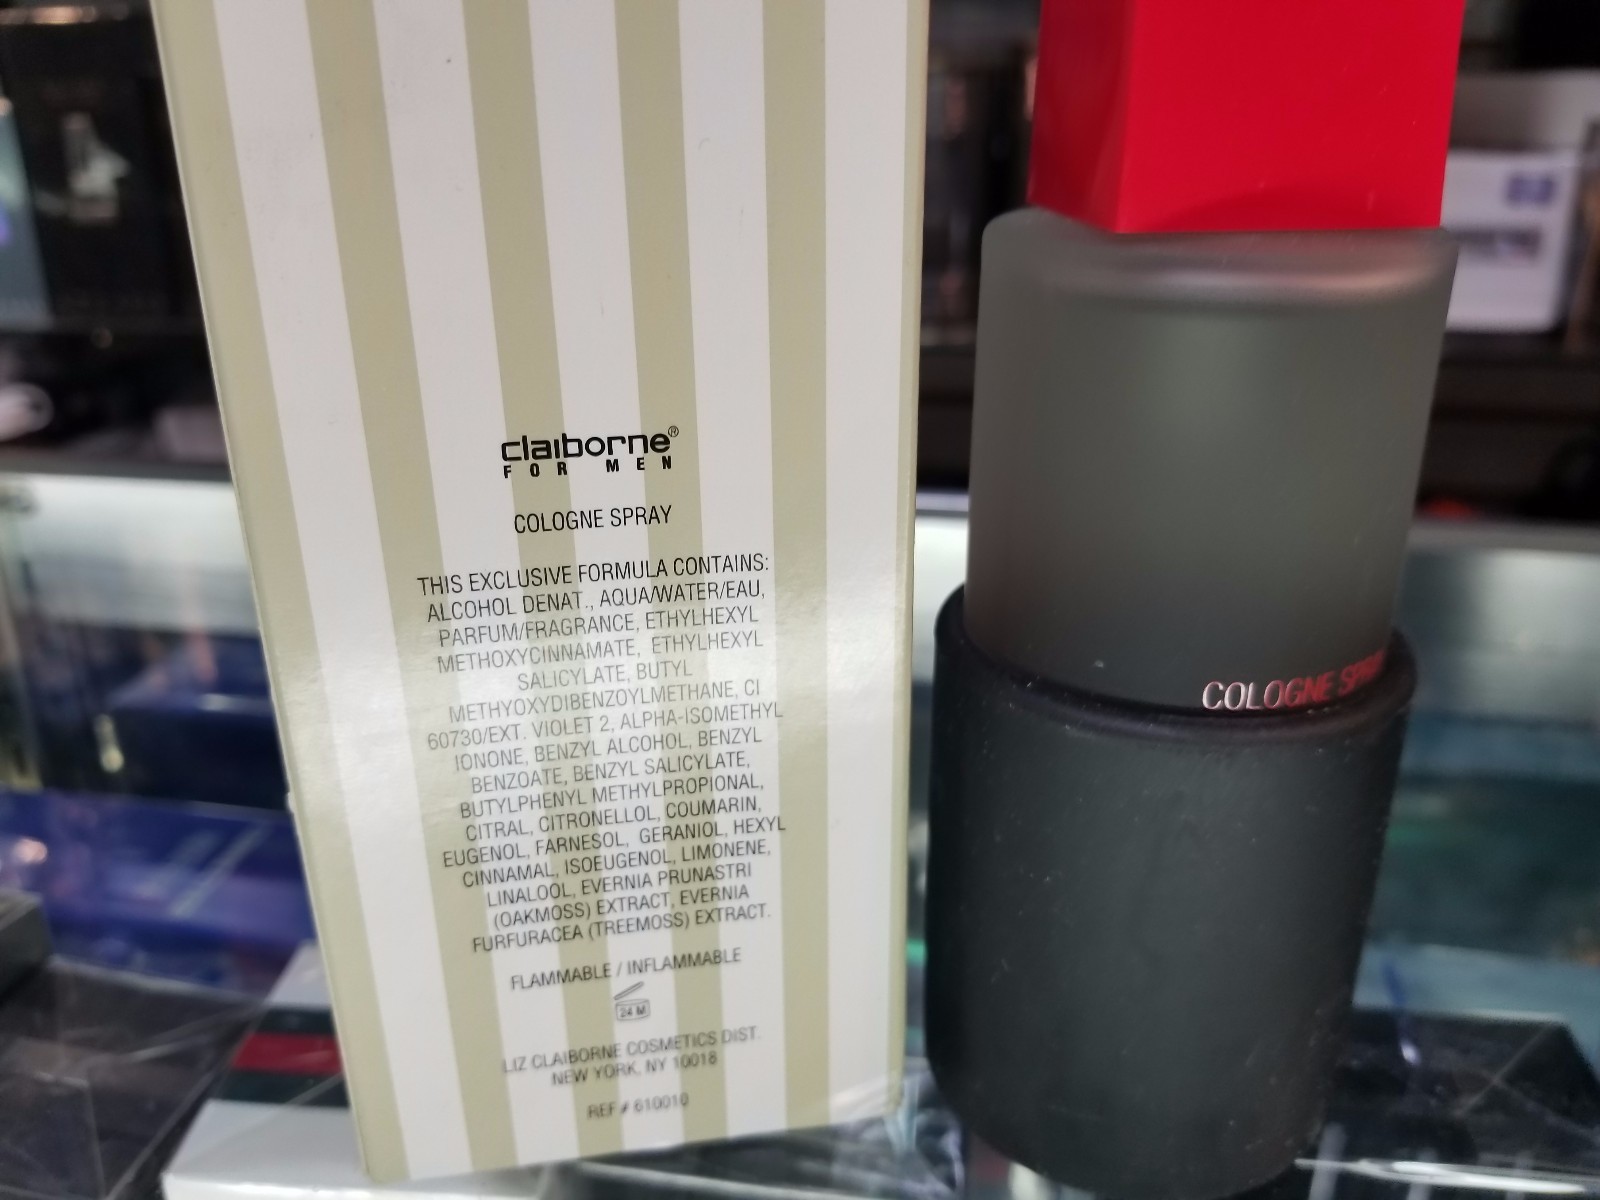 claiborne®
FOR MEN
COLOGNE SPRAY
THIS EXCLUSIVE FORMULA CONTAINS:
ALCOHOL DENAT., AQUA/WATER/EAU,
PARFUM/FRAGRANCE, ETHYLHEXYL
METHOXYCINNAMATE, ETHYLHEXYL
SALICYLATE, BUTYL
METHYOXYDIBENZOYLMETHANE, CI
60730/EXT. VIOLET 2, ALPHA-ISOMETHYL
IONONE, BENZYL ALCOHOL, BENZYL
BENZOATE, BENZYL SALICYLATE,
BUTYLPHENYL METHYLPROPIONAL,
CITRAL, CITRONELLOL, COUMARIN,
EUGENOL, FARNESOL, GERANIOL, HEXYL
CINNAMAL, ISOEUGENOL, LIMONENE,
LINALOOL, EVERNIA PRUNASTRI
(OAKMOSS) EXTRACT, EVERNIA
FURFURACEA (TREEMOSS) EXTRACT.
FLAMMABLE / INFLAMMABLE
24 M
LIZ CLAIBORNE COSMETICS DIST.
NEW YORK, NY 10018
REF # 610010
COLOGNE SPRAY